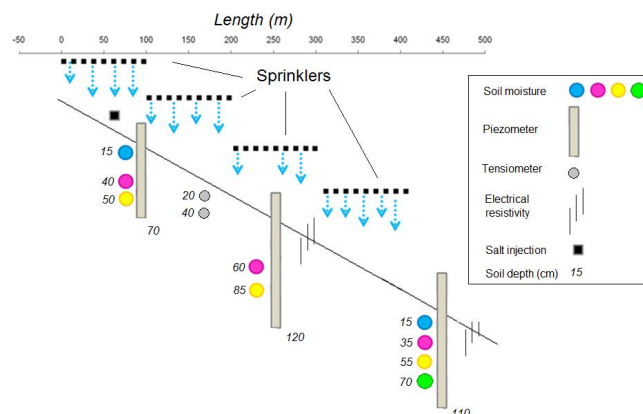 Length (m)
-50 0 50 100 150 200 250 300 350 400 450 500
Sprinklers
Soil moisture
Piezometer
Tensiometer
Electrical
resistivity
Salt injection
Soil depth (cm) 15
15
40
50
70
20
40
60
85
120
15
35
55
70
110